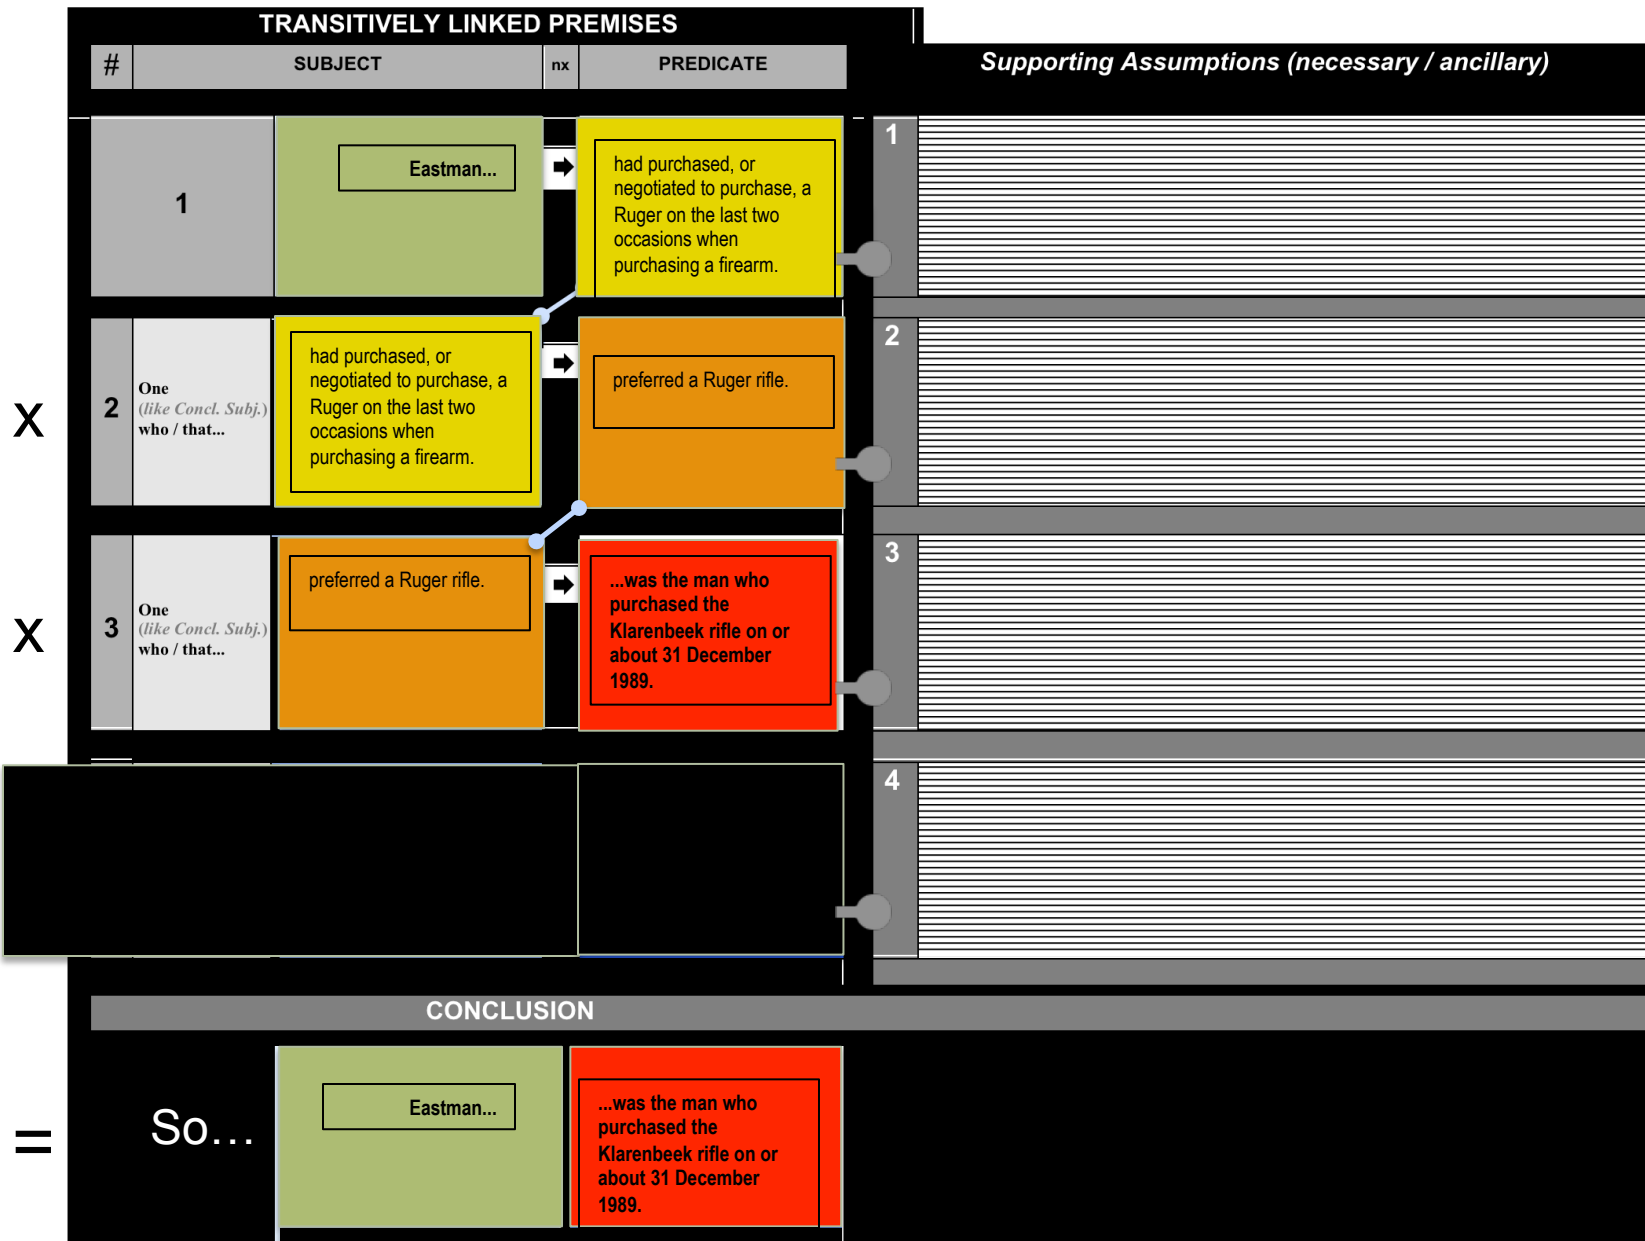 TRANSITIVELY LINKED PREMISES
# SUBJECT nx PREDICATE
Supporting Assumptions (necessary / ancillary)
1
Eastman...
had purchased, or
negotiated to purchase, a
Ruger on the last two
occasions when
purchasing a firearm.
1
x
2
One
(like Concl. Subj.)
who / that...
had purchased, or
negotiated to purchase, a
Ruger on the last two
occasions when
purchasing a firearm.
preferred a Ruger rifle.
2
x
3
One
(like Concl. Subj.)
who / that...
preferred a Ruger rifle.
...was the man who
purchased the
Klarenbeek rifle on or
about 31 December
1989.
3
4
CONCLUSION
=
So...
Eastman...
...was the man who
purchased the
Klarenbeek rifle on or
about 31 December
1989.